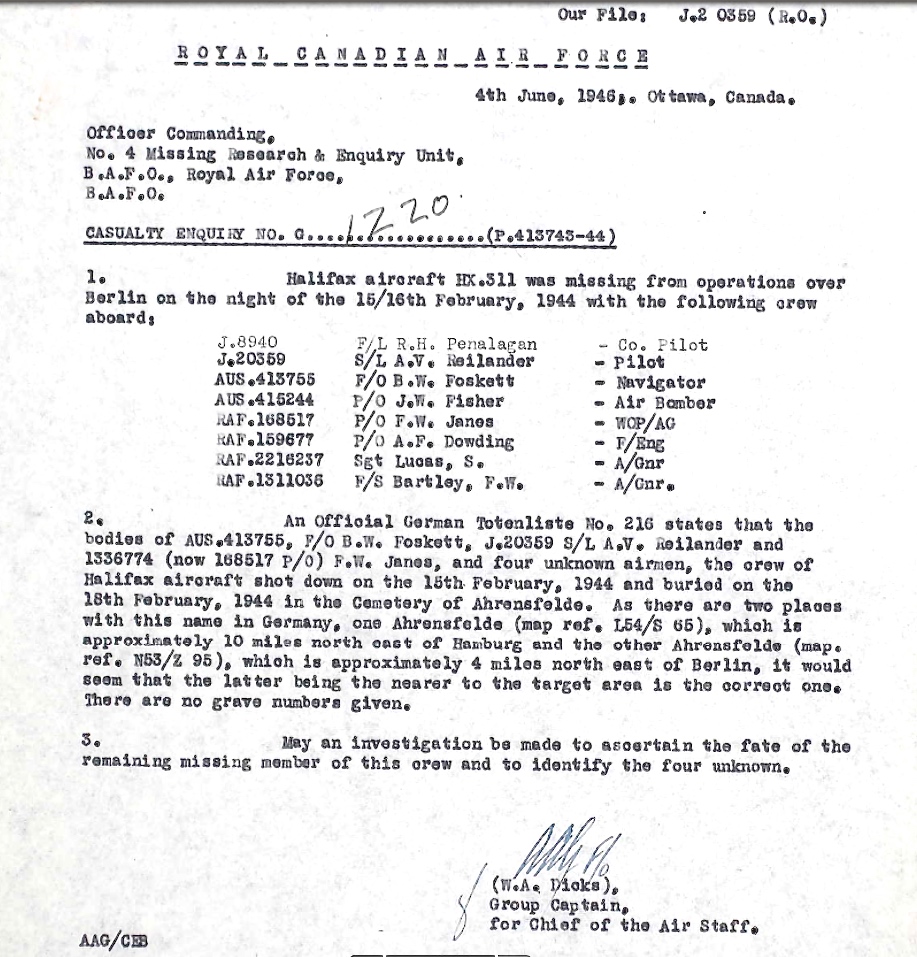 Our File: J.2 0359 (R.O.)
ROYAL CANADIAN AIR FORCE
4th June, 1946,. Ottawa, Canada.
Officer Commanding,
No. 4 Missing Research & Enquiry Unit,
B.A.F.O., Royal Air Force,
B.A.F.O.
CASUALTY ENQUIRY NO. G....1220..................(P.413743-44)
1. Halifax aircraft HX.311 was missing from operations over
Berlin on the night of the 15/16th February, 1944 with the following crew
aboard;
J.8940 F/L R.H. Penalagan - Co. Pilot
J.20359 S/L A.V. Reilander - Pilot
AUS.413755 F/O B.W. Foskett - Navigator
AUS.415244 P/O J.W. Fisher - Air Bomber
RAF.168517 P/O F.W. Janes - WOP/AG
RAF.159677 P/O A.F. Dowding - F/Eng
RAF.2216237 Sgt Lucas, S. - A/Gnr
RAF.1311036 F/S Bartley, F.W. - A/Gnr.
2. An Official German Totenliste No. 216 states that the
bodies of AUS.413755, F/O B.W. Foskett, J.20359 S/L A.V. Reilander and
1336774 (now 168517 P/O) F.W. Janes, and four unknown airmen, the crew of
Halifax aircraft shot down on the 15th February, 1944 and buried on the
18th February, 1944 in the Cemetery of Ahrensfelde. As there are two places
with this name in Germany, one Ahrensfelde (map ref. L54/S 65), which is
approximately 10 miles north east of Hamburg and the other Ahrensfelde (map.
ref. N53/Z 95), which is approximately 4 miles north east of Berlin, it would
seem that the latter being the nearer to the target area is the correct one.
There are no grave numbers given.
3. May an investigation be made to ascertain the fate of the
remaining missing member of this crew and to identify the four unknown.
(W.A. Dicks),
Group Captain,
for Chief of the Air Staff.
AAG/CEB